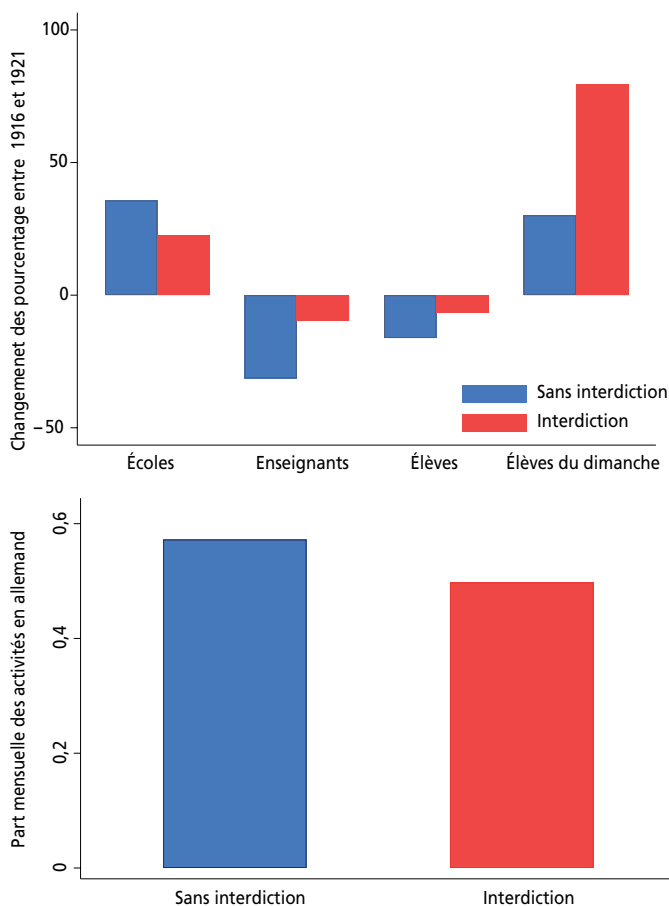 Changemenet des pourcentage entre 1916 et 1921
100
50
0
−50
Sans interdiction
Interdiction
Écoles
Enseignants
Élèves
Élèves du dimanche
Part mensuelle des activités en allemand
0,6
0,4
0,2
0
Sans interdiction
Interdiction